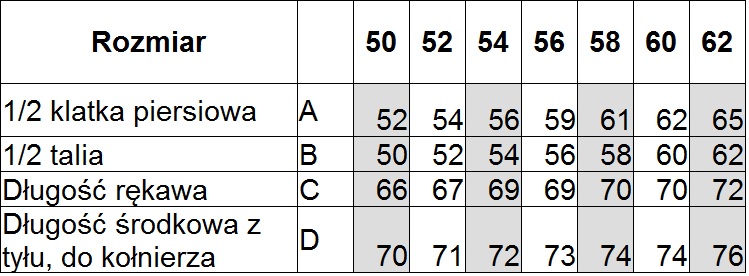 Rozmiar 50 52 54 56 58 60 62
1/2 klatka piersiowa A 52 54 56 59 61 62 65
1/2 talia B 50 52 54 56 58 60 62
Długość rękawa C 66 67 69 69 70 70 72
Długość środkowa z
tyłu, do kołnierza D 70 71 72 73 74 74 76